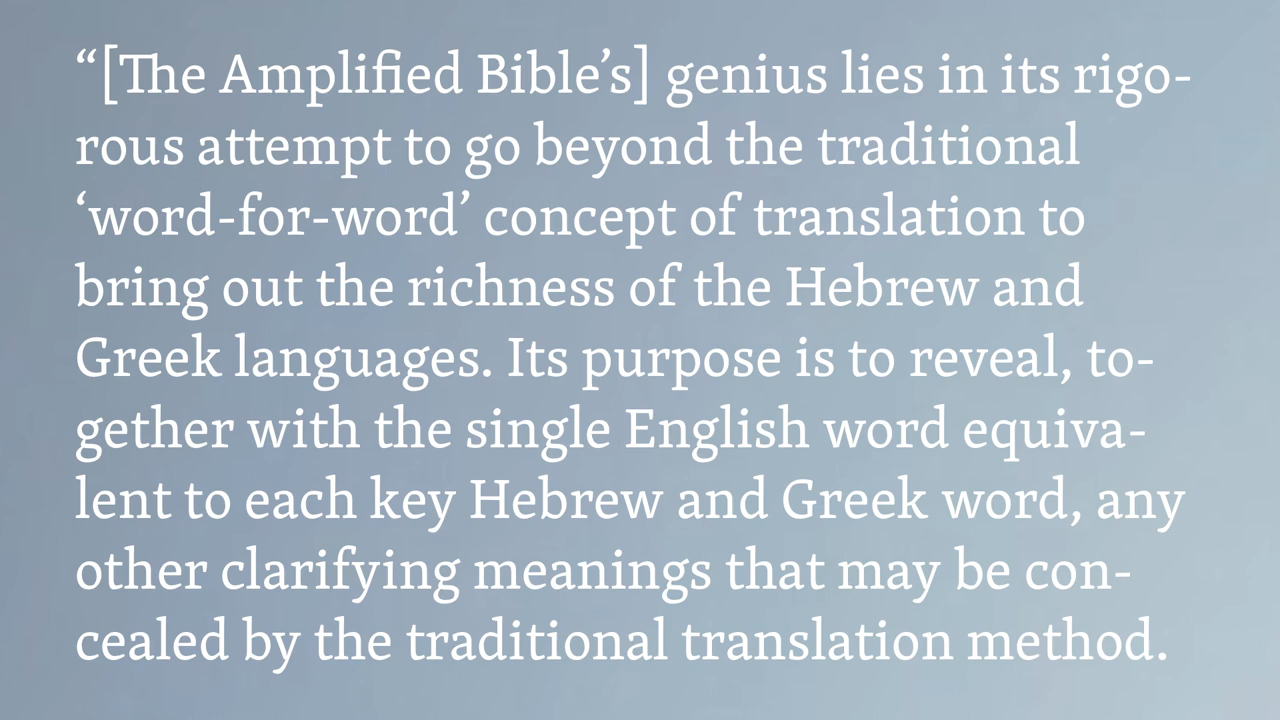 “[The Amplified Bible’s] genius lies in its rigo-
rous attempt to go beyond the traditional
‘word-for-word’ concept of translation to
bring out the richness of the Hebrew and
Greek languages. Its purpose is to reveal, to-
gether with the single English word equiva-
lent to each key Hebrew and Greek word, any
other clarifying meanings that may be con-
cealed by the traditional translation method.